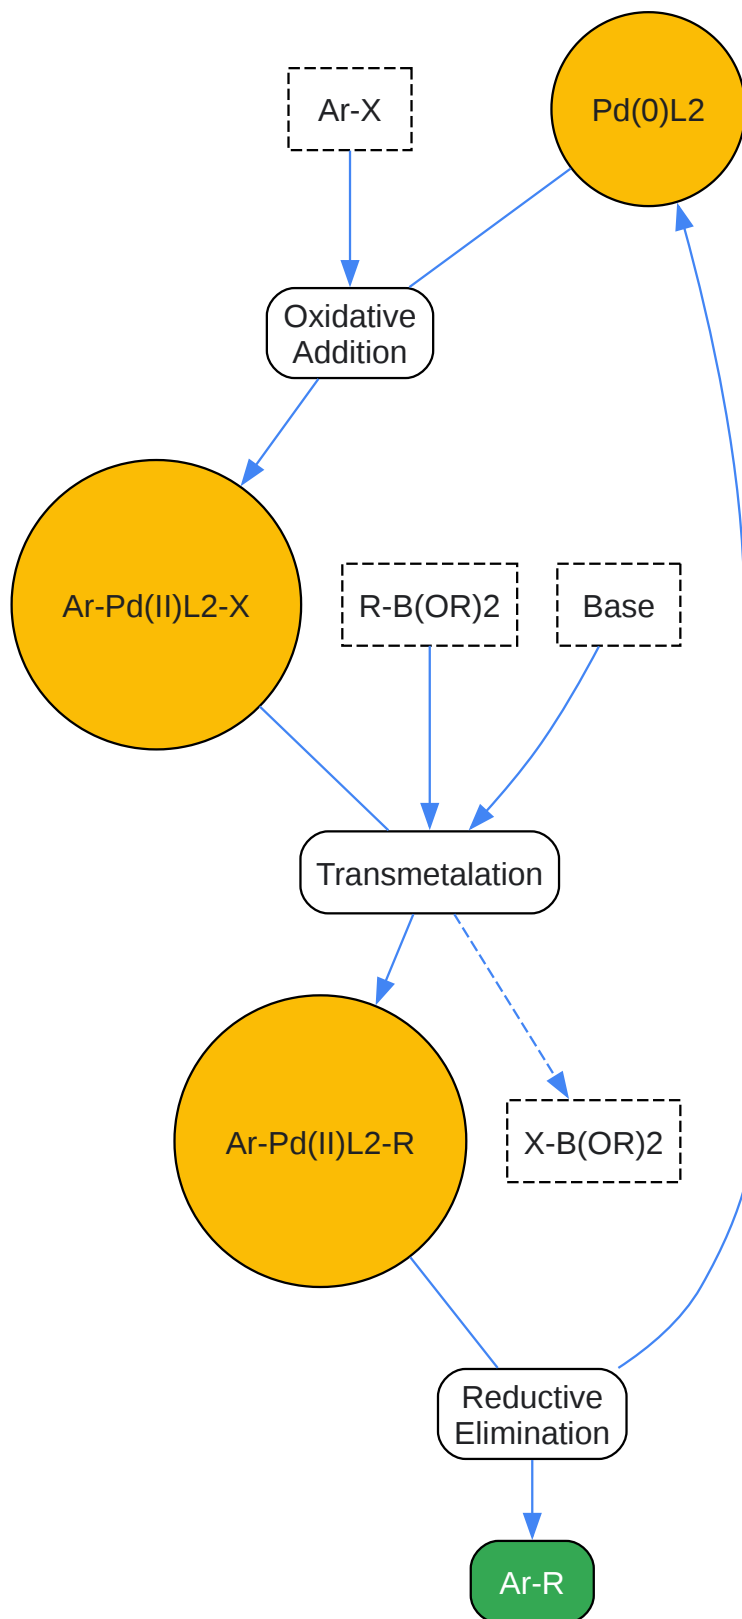 Ar-X
Pd(0)L2
Oxidative
Addition
Ar-Pd(II)L2-X
R-B(OR)2
Base
Transmetalation
Ar-Pd(II)L2-R
X-B(OR)2
Reductive
Elimination
Ar-R